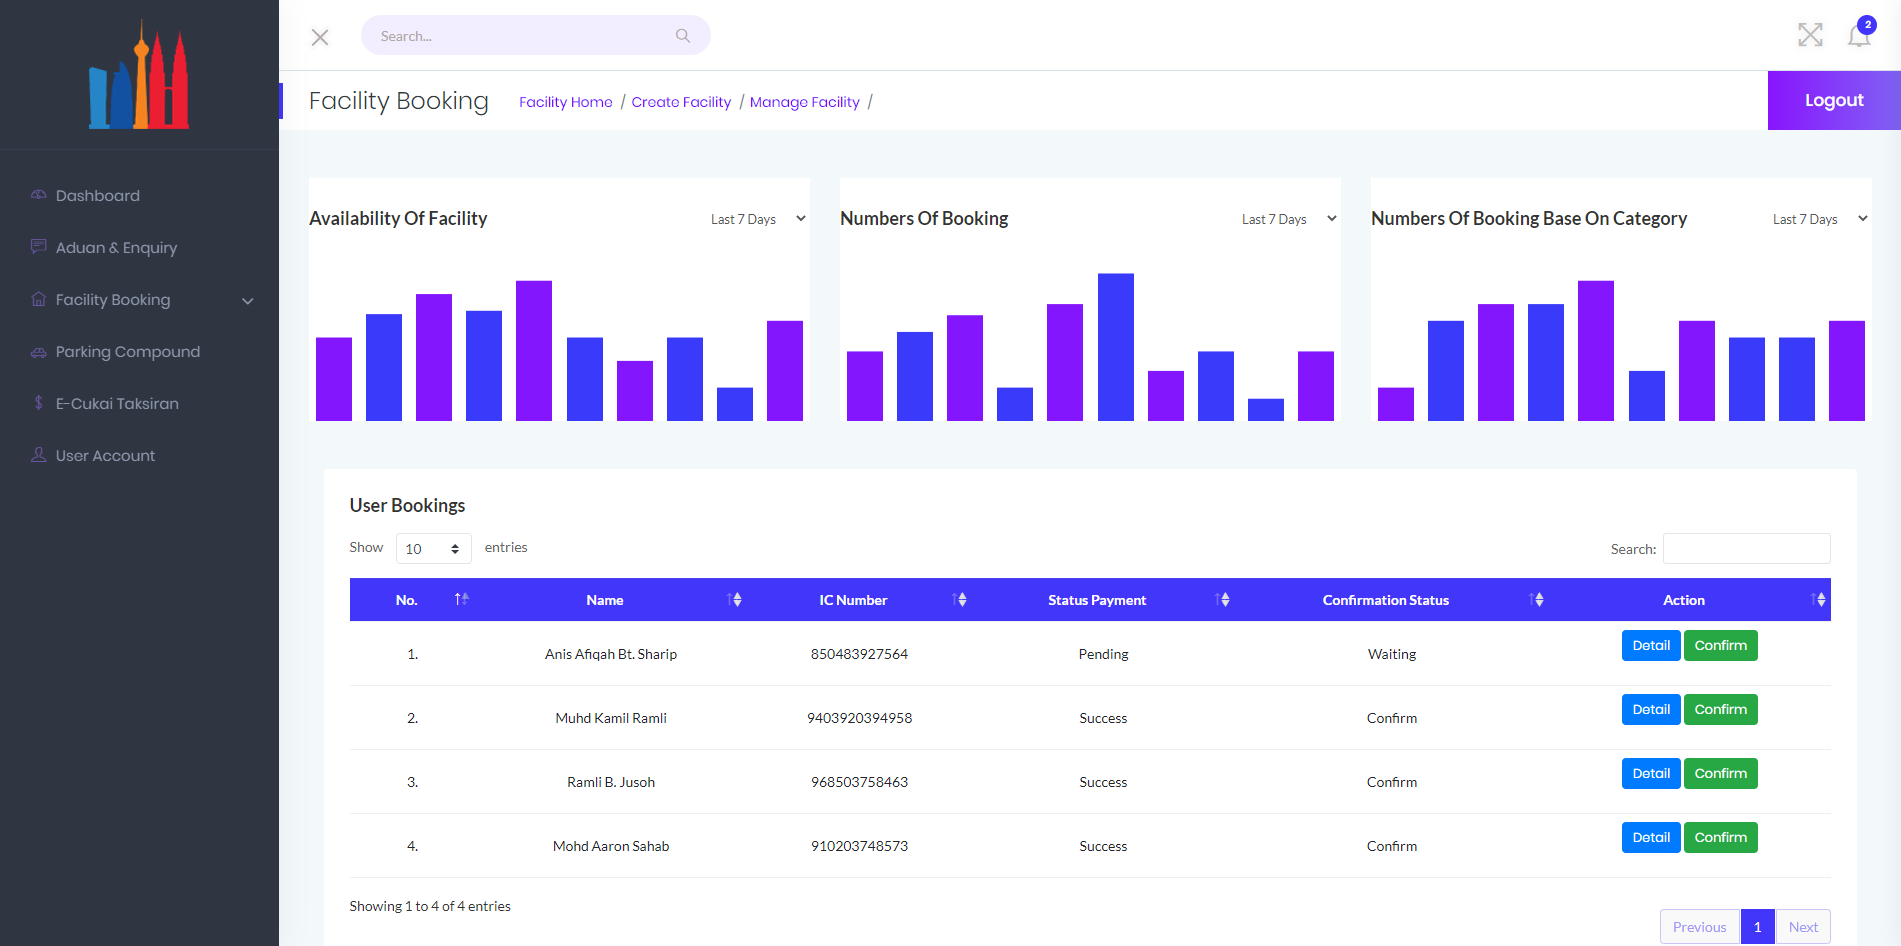 Search...
2
Facility Booking
Facility Home / Create Facility / Manage Facility /
Logout
Dashboard
Aduan & Enquiry
Facility Booking
Parking Compound
E-Cukai Taksiran
User Account
Availability Of Facility
Last 7 Days
Numbers Of Booking
Last 7 Days
Numbers Of Booking Base On Category
Last 7 Days
User Bookings
Show 10 entries
Search:
No. Name IC Number Status Payment Confirmation Status Action
1. Anis Afiqah Bt. Sharip 850483927564 Pending Waiting Detail Confirm
2. Muhd Kamil Ramli 9403920394958 Success Confirm Detail Confirm
3. Ramli B. Jusoh 968503758463 Success Confirm Detail Confirm
4. Mohd Aaron Sahab 910203748573 Success Confirm Detail Confirm
Showing 1 to 4 of 4 entries
Previous 1 Next